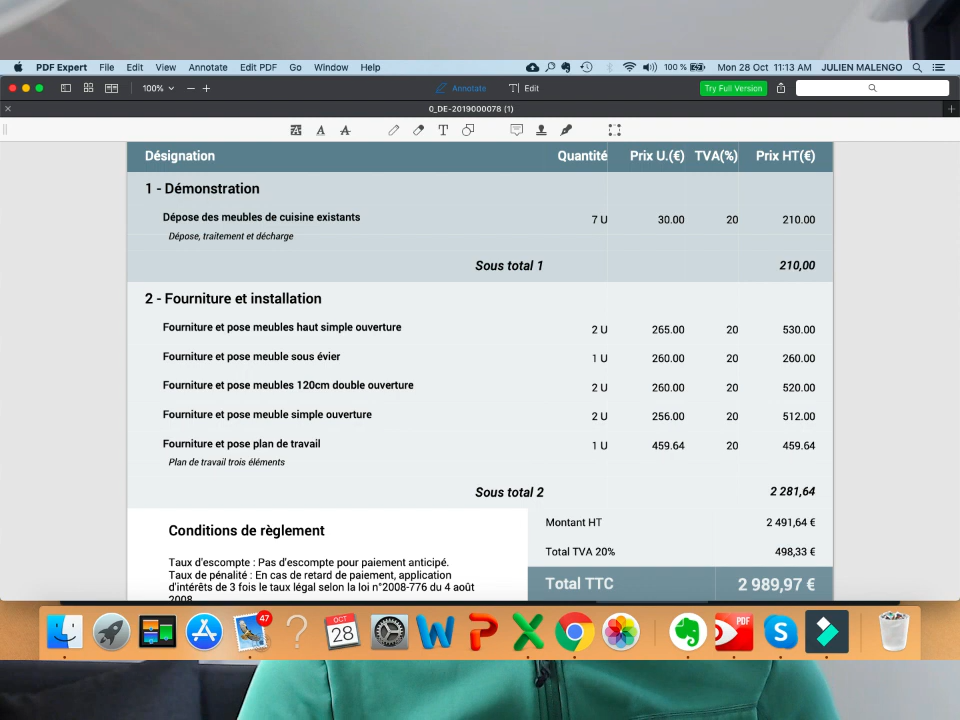 PDF Expert File Edit View Annotate Edit PDF Go Window Help 100 % Mon 28 Oct 11:13 AM JULIEN MALENGO
100% Annotate T Edit Try Full Version
0_DE-2019000078 (1)
A A A T
Désignation Quantité Prix U.(€) TVA(%) Prix HT(€)
1 - Démonstration
Dépose des meubles de cuisine existants 7 U 30.00 20 210.00
Dépose, traitement et décharge
Sous total 1 210,00
2 - Fourniture et installation
Fourniture et pose meubles haut simple ouverture 2 U 265.00 20 530.00
Fourniture et pose meuble sous évier 1 U 260.00 20 260.00
Fourniture et pose meubles 120cm double ouverture 2 U 260.00 20 520.00
Fourniture et pose meuble simple ouverture 2 U 256.00 20 512.00
Fourniture et pose plan de travail 1 U 459.64 20 459.64
Plan de travail trois éléments
Sous total 2 2 281,64
Montant HT 2 491,64 €
Conditions de règlement
Total TVA 20% 498,33 €
Taux d'escompte : Pas d'escompte pour paiement anticipé.
Taux de pénalité : En cas de retard de paiement, application
d'intérêts de 3 fois le taux légal selon la loi n°2008-776 du 4 août
2008
Total TTC 2 989,97 €
47
OCT
28
W P X PDF S